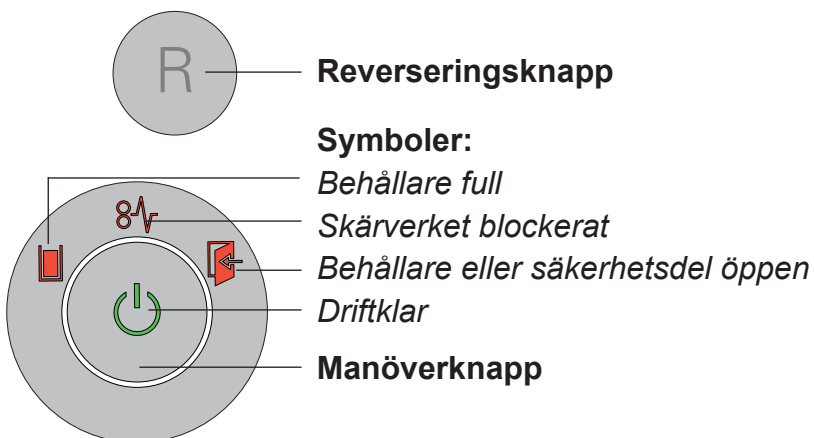 R
Reverseringsknapp
Symboler:
Behållare full
Skärverket blockerat
Behållare eller säkerhetsdel öppen
Driftklar
Manöverknapp